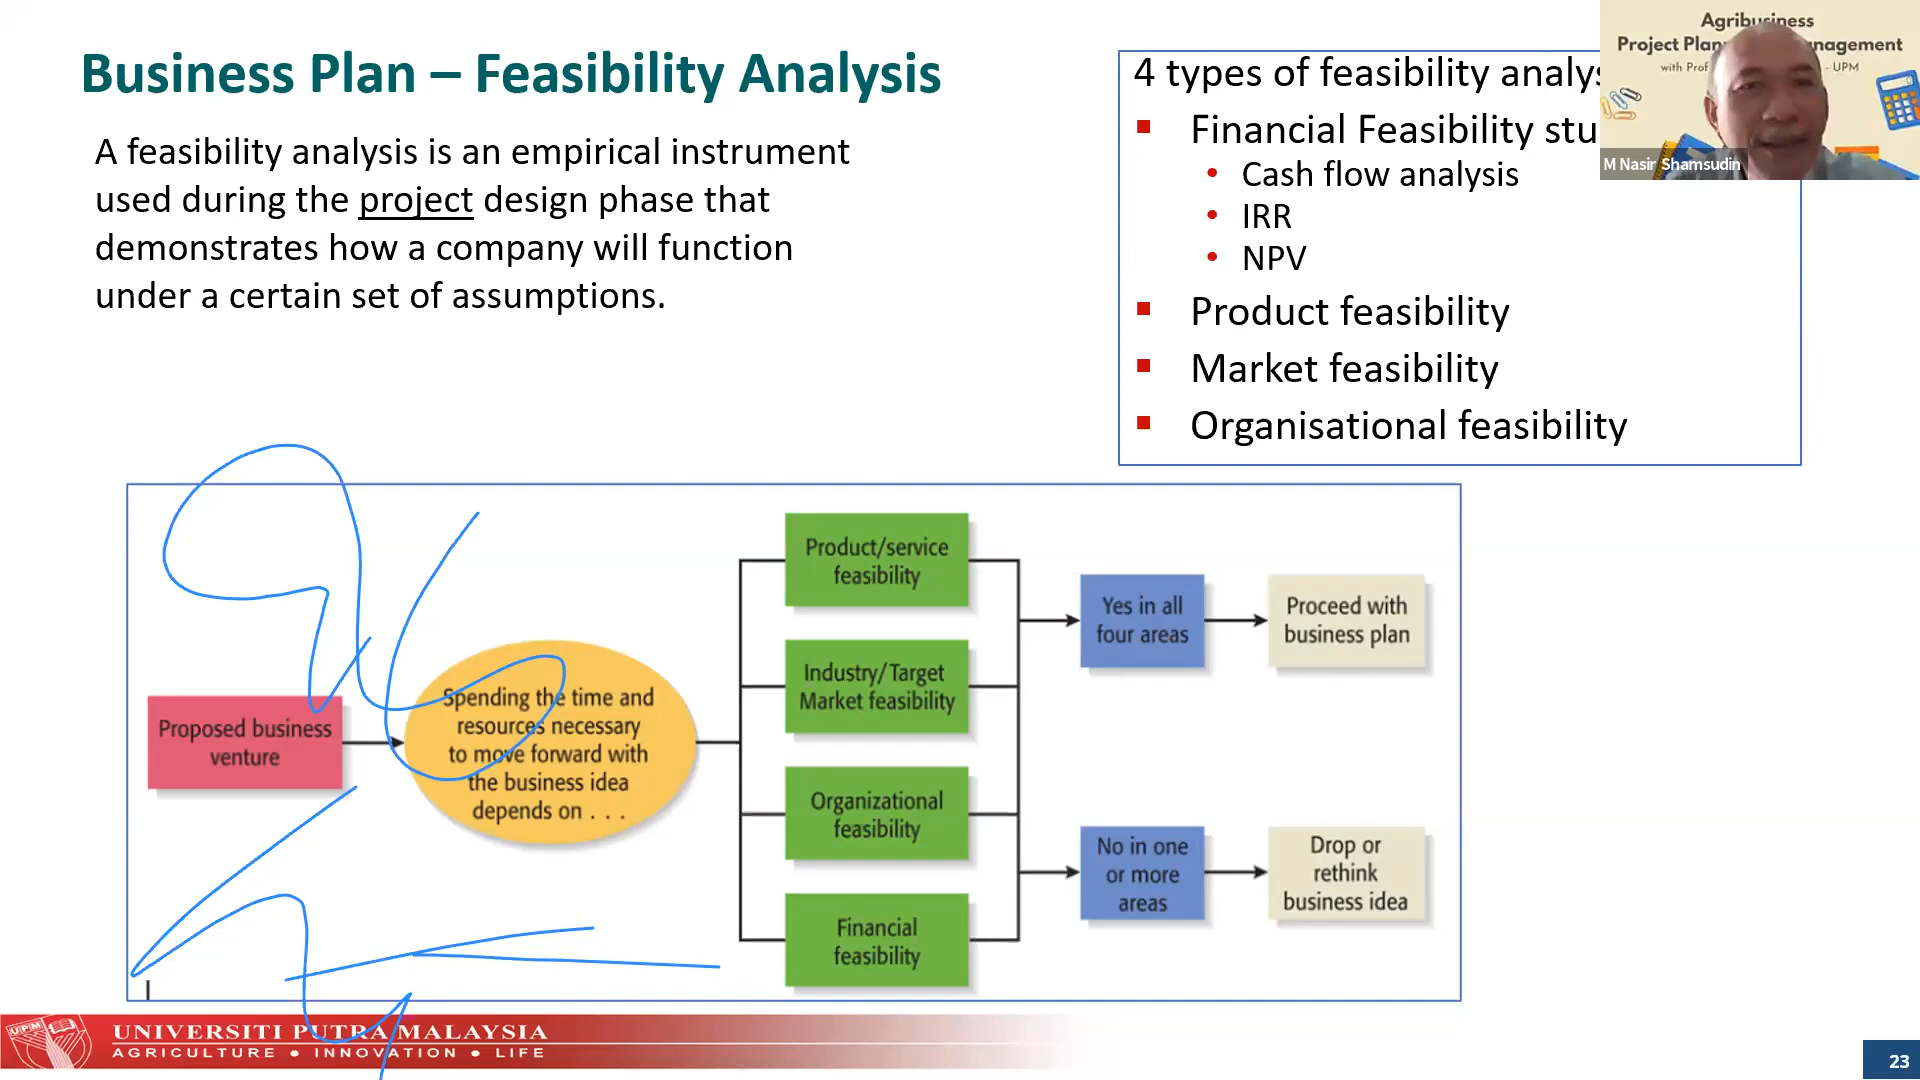 Business Plan – Feasibility Analysis
A feasibility analysis is an empirical instrument
used during the project design phase that
demonstrates how a company will function
under a certain set of assumptions.
4 types of feasibility
Financial Feasibility
Cash flow analysis
IRR
NPV
Product feasibility
Market feasibility
Organisational feasibility
Agribusiness
with Prof - UPM
M Nasir Shamsudin
Proposed business
venture
Spending the time and
resources necessary
to move forward with
the business idea
depends on . . .
Product/service
feasibility
Industry/Target
Market feasibility
Organizational
feasibility
Financial
feasibility
Yes in all
four areas
Proceed with
business plan
No in one
or more
areas
Drop or
rethink
business idea
UPM
UNIVERSITI PUTRA MALAYSIA
AGRICULTURE • INNOVATION • LIFE
23